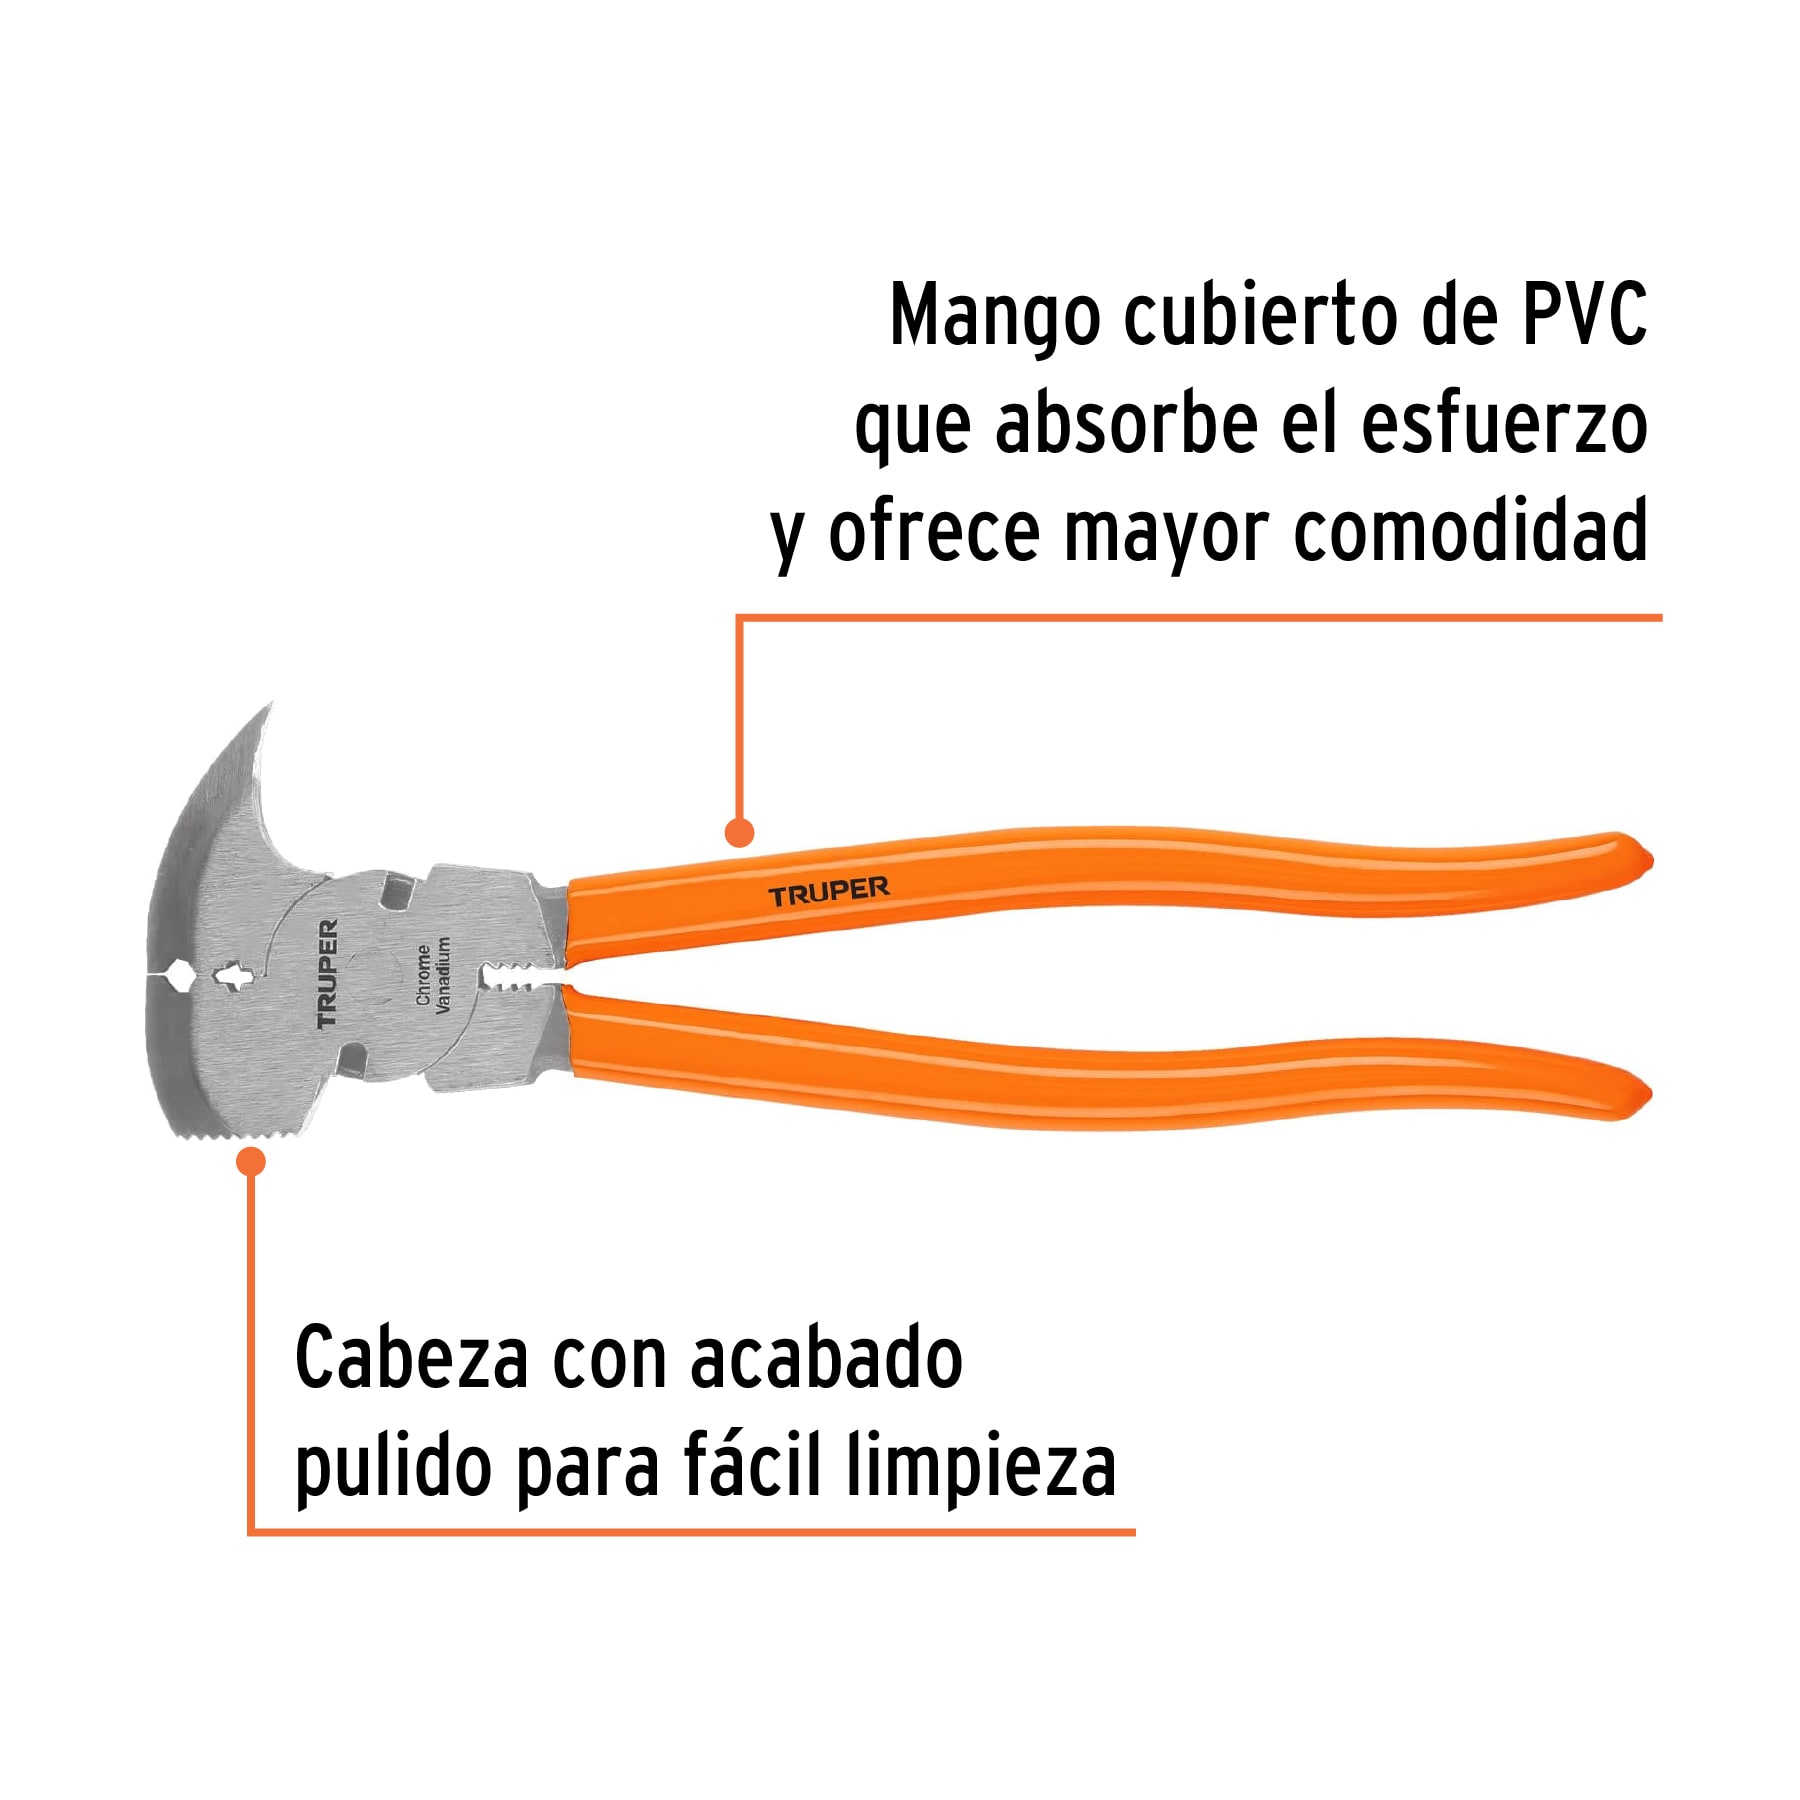 Mango cubierto de PVC
que absorbe el esfuerzo
y ofrece mayor comodidad
TRUPER
TRUPER
Chrome
Vanadium
Cabeza con acabado
pulido para fácil limpieza